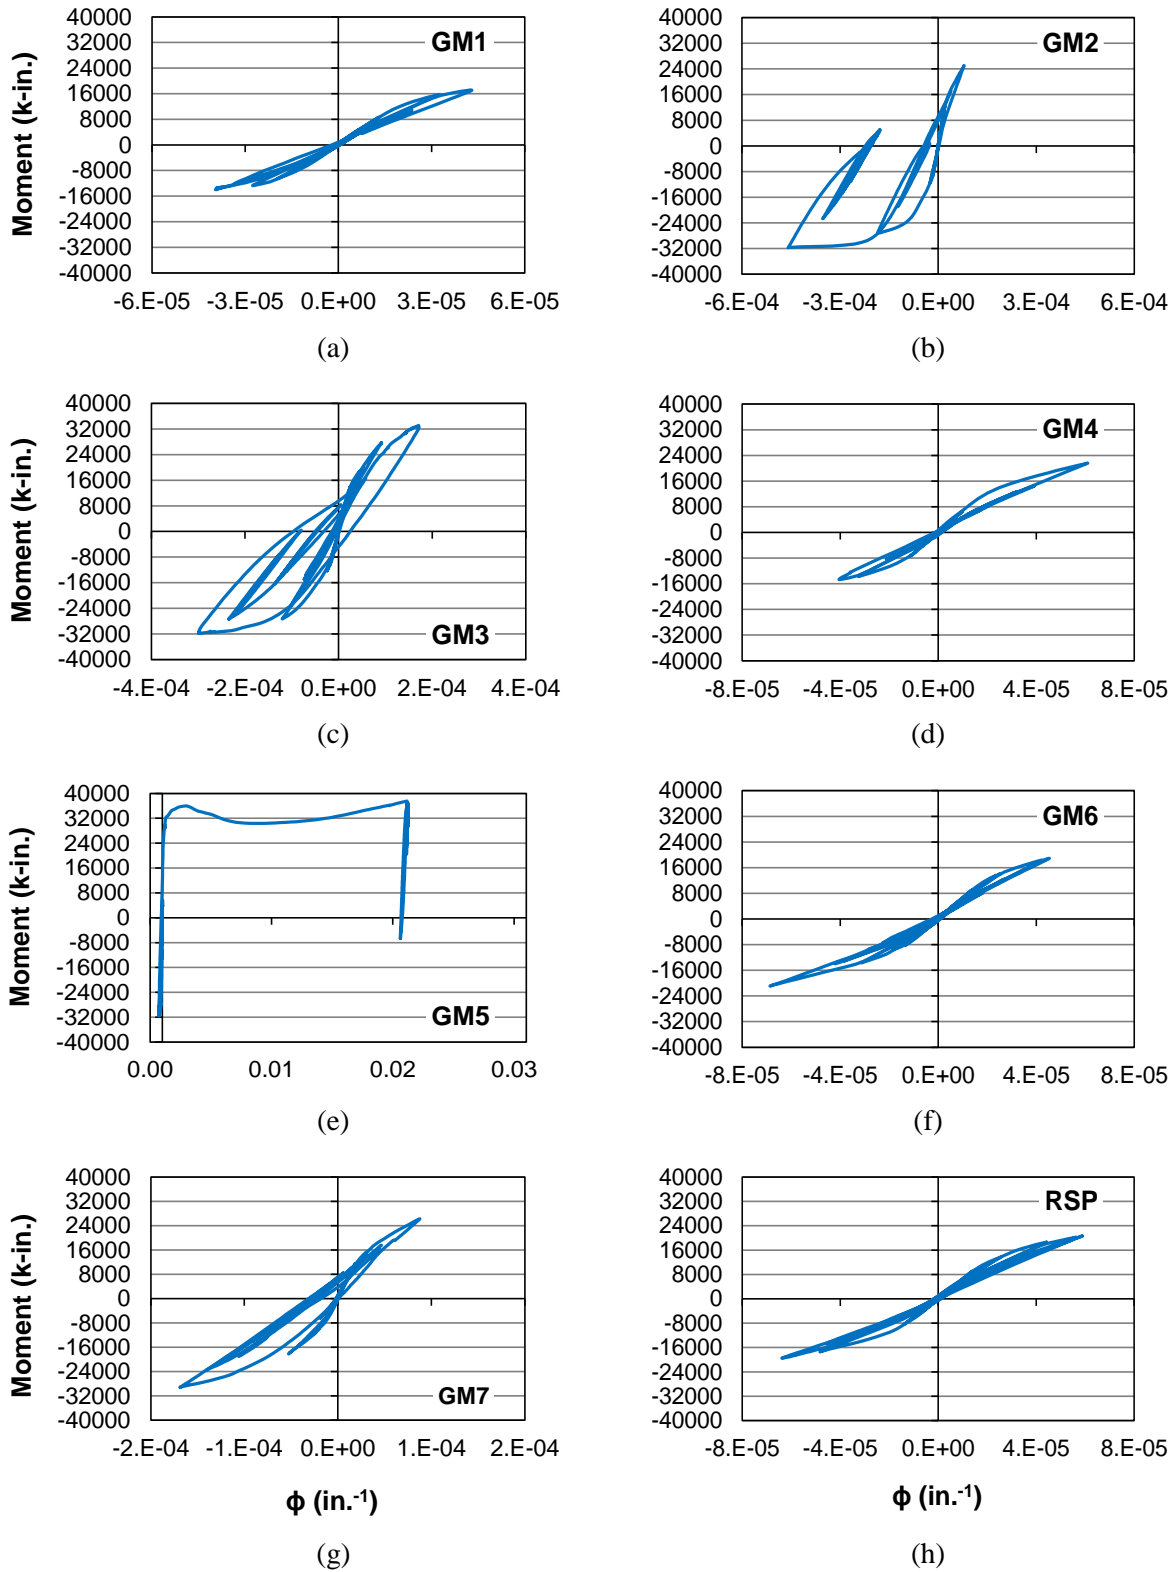 40000
32000
24000
16000
8000
0
-8000
-16000
-24000
-32000
-40000
Moment (k-in.)
GM1
-6.E-05 -3.E-05 0.E+00 3.E-05 6.E-05
(a)
40000
32000
24000
16000
8000
0
-8000
-16000
-24000
-32000
-40000
GM2
-6.E-04 -3.E-04 0.E+00 3.E-04 6.E-04
(b)
40000
32000
24000
16000
8000
0
-8000
-16000
-24000
-32000
-40000
Moment (k-in.)
GM3
-4.E-04 -2.E-04 0.E+00 2.E-04 4.E-04
(c)
40000
32000
24000
16000
8000
0
-8000
-16000
-24000
-32000
-40000
GM4
-8.E-05 -4.E-05 0.E+00 4.E-05 8.E-05
(d)
40000
32000
24000
16000
8000
0
-8000
-16000
-24000
-32000
-40000
Moment (k-in.)
GM5
0.00 0.01 0.02 0.03
(e)
40000
32000
24000
16000
8000
0
-8000
-16000
-24000
-32000
-40000
GM6
-8.E-05 -4.E-05 0.E+00 4.E-05 8.E-05
(f)
40000
32000
24000
16000
8000
0
-8000
-16000
-24000
-32000
-40000
Moment (k-in.)
GM7
-2.E-04 -1.E-04 0.E+00 1.E-04 2.E-04
ϕ (in.⁻¹)
(g)
40000
32000
24000
16000
8000
0
-8000
-16000
-24000
-32000
-40000
RSP
-8.E-05 -4.E-05 0.E+00 4.E-05 8.E-05
ϕ (in.⁻¹)
(h)